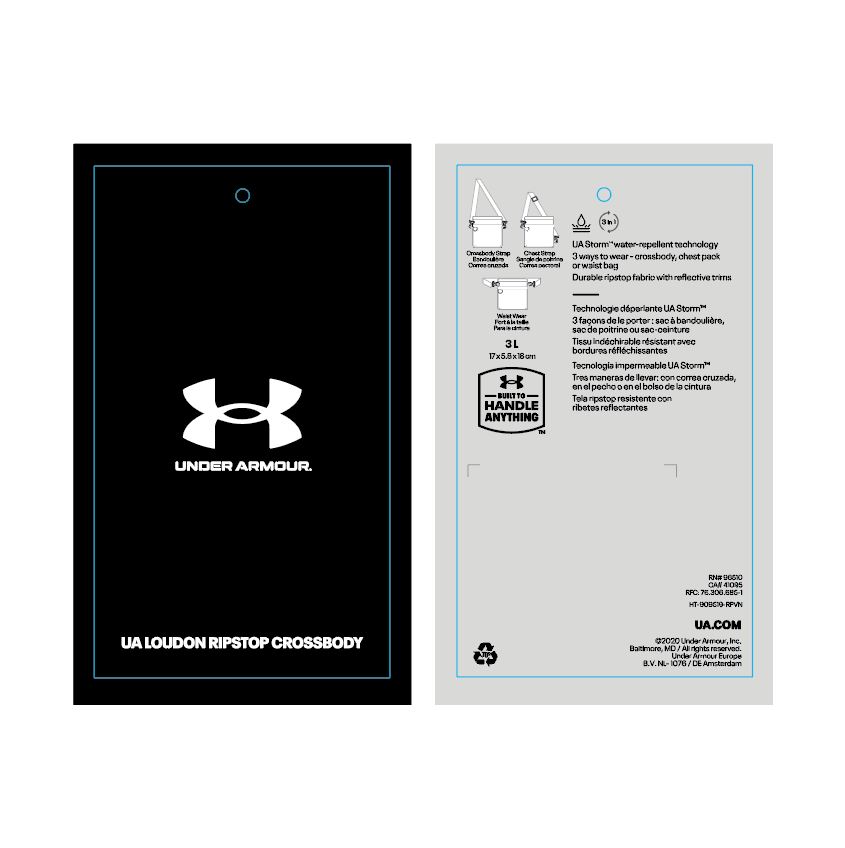 UNDER ARMOUR.
UA LOUDON RIPSTOP CROSSBODY
Crossbody Strap
Bandoulière
Correa cruzada
Chest Strap
Sangle de poitrine
Correa pectoral
Waist Wear
Port à la taille
Para la cintura
3 L
17 x 5.8 x 18 cm
BUILT TO
HANDLE
ANYTHING
TM
3 in 1
UA Storm™ water-repellent technology
3 ways to wear - crossbody, chest pack
or waist bag
Durable ripstop fabric with reflective trims
Technologie déperlante UA Storm™
3 façons de le porter : sac à bandoulière,
sac de poitrine ou sac-ceinture
Tissu indéchirable résistant avec
bordures réfléchissantes
Tecnología impermeable UA Storm™
Tres maneras de llevar: con correa cruzada,
en el pecho o en el bolso de la cintura
Tela ripstop resistente con
ribetes reflectantes
RN# 96510
CA# 41095
RFC: 76.306.685-1
HT-909519-RPVN
UA.COM
©2020 Under Armour, Inc.
Baltimore, MD / All rights reserved.
Under Armour Europe
B.V. NL- 1076 / DE Amsterdam